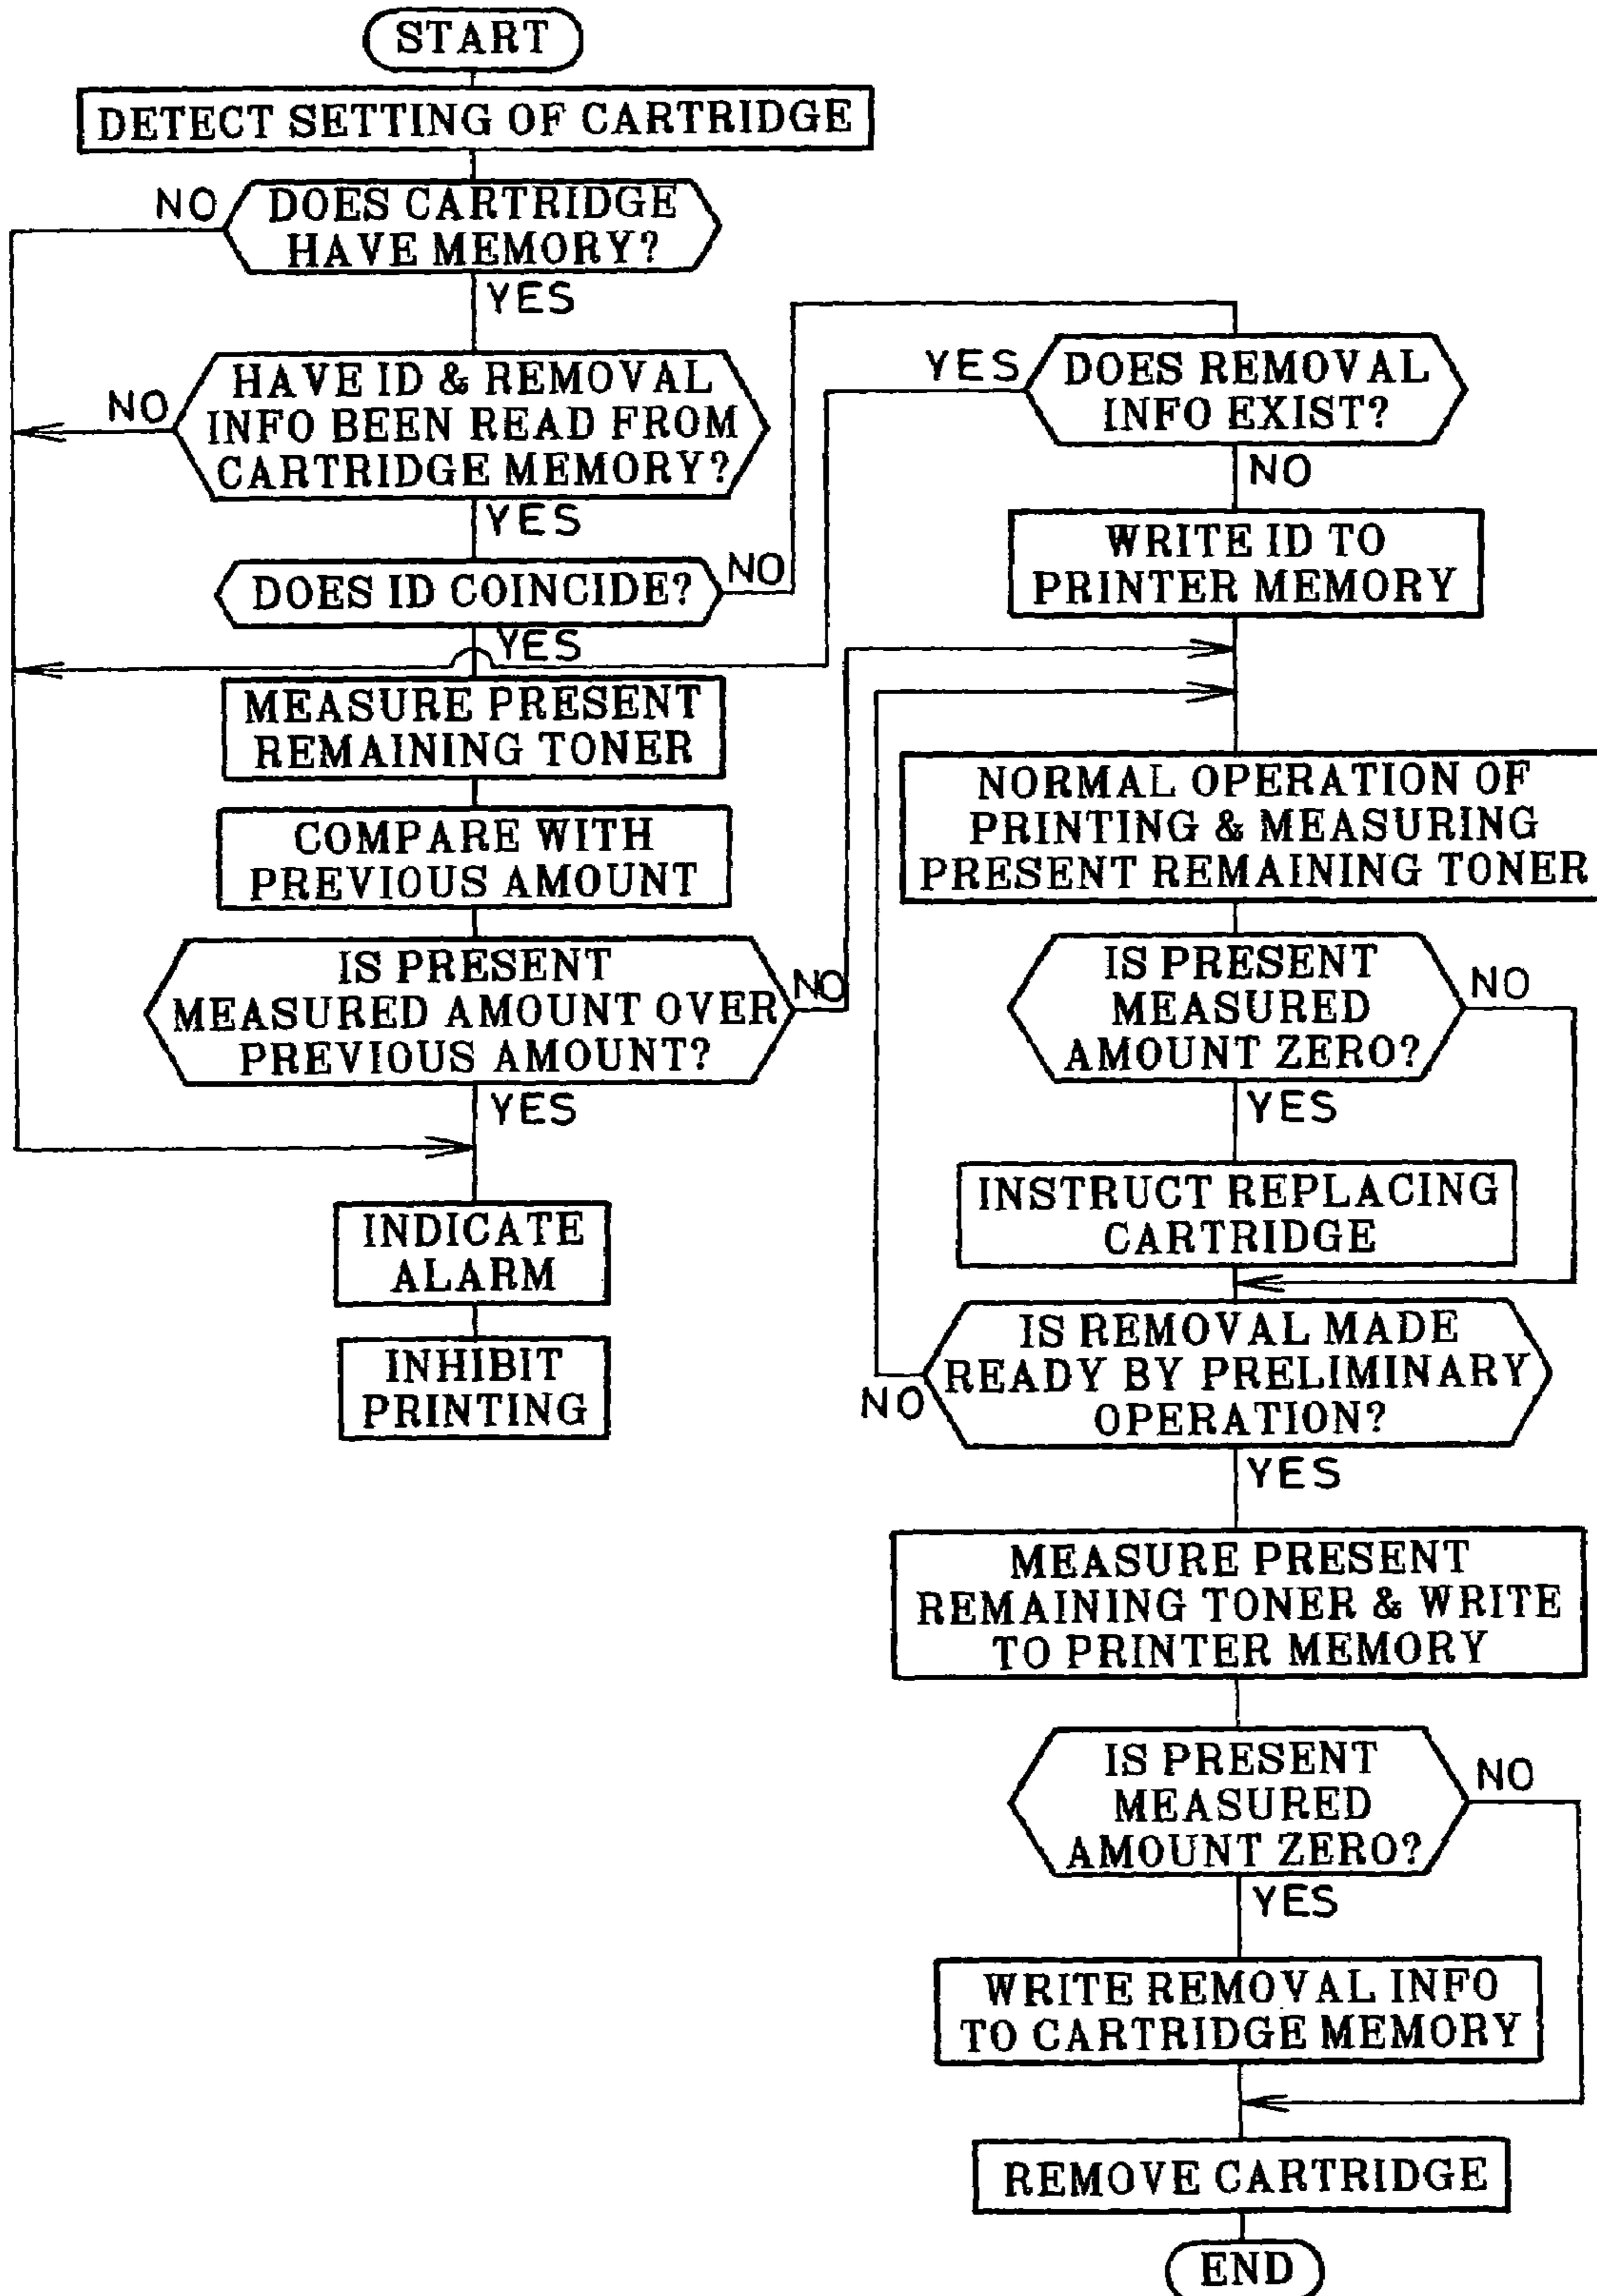 START
DETECT SETTING OF CARTRIDGE
NO
DOES CARTRIDGE
HAVE MEMORY?
YES
NO
HAVE ID & REMOVAL
INFO BEEN READ FROM
CARTRIDGE MEMORY?
YES
DOES ID COINCIDE?
NO
YES
MEASURE PRESENT
REMAINING TONER
COMPARE WITH
PREVIOUS AMOUNT
IS PRESENT
MEASURED AMOUNT OVER
PREVIOUS AMOUNT?
NO
YES
INDICATE
ALARM
INHIBIT
PRINTING
YES
DOES REMOVAL
INFO EXIST?
NO
WRITE ID TO
PRINTER MEMORY
NORMAL OPERATION OF
PRINTING & MEASURING
PRESENT REMAINING TONER
IS PRESENT
MEASURED
AMOUNT ZERO?
NO
YES
INSTRUCT REPLACING
CARTRIDGE
IS REMOVAL MADE
READY BY PRELIMINARY
OPERATION?
NO
YES
MEASURE PRESENT
REMAINING TONER & WRITE
TO PRINTER MEMORY
IS PRESENT
MEASURED
AMOUNT ZERO?
NO
YES
WRITE REMOVAL INFO
TO CARTRIDGE MEMORY
REMOVE CARTRIDGE
END